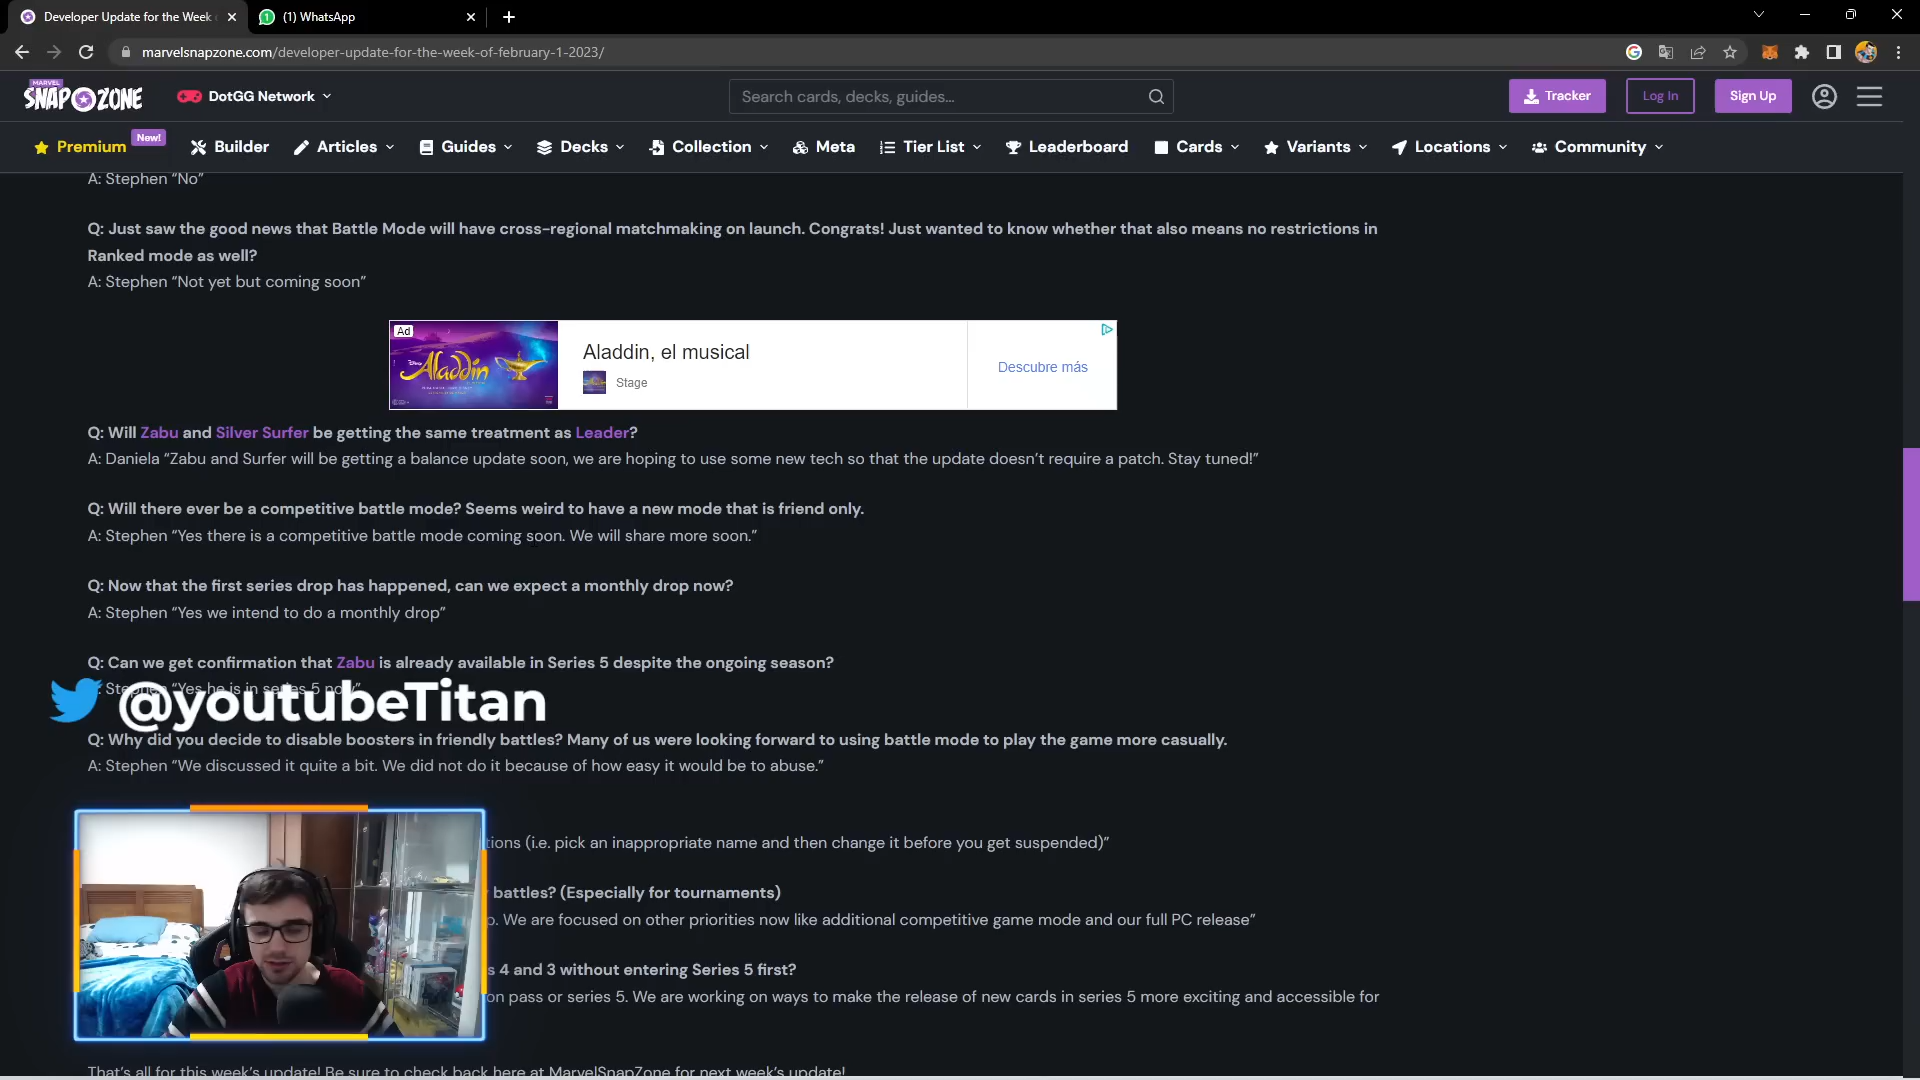 Developer Update for the Week
(1) WhatsApp
marvelsnapzone.com/developer-update-for-the-week-of-february-1-2023/
MARVEL
SNAP ZONE
DotGG Network
Search cards, decks, guides...
Tracker
Log In
Sign Up
Premium
New!
Builder
Articles
Guides
Decks
Collection
Meta
Tier List
Leaderboard
Cards
Variants
Locations
Community
A: Stephen “No”
Q: Just saw the good news that Battle Mode will have cross-regional matchmaking on launch. Congrats! Just wanted to know whether that also means no restrictions in
Ranked mode as well?
A: Stephen “Not yet but coming soon”
Ad
Disney
Aladdin
Aladdin, el musical
Stage
Descubre más
Q: Will Zabu and Silver Surfer be getting the same treatment as Leader?
A: Daniela “Zabu and Surfer will be getting a balance update soon, we are hoping to use some new tech so that the update doesn’t require a patch. Stay tuned!”
Q: Will there ever be a competitive battle mode? Seems weird to have a new mode that is friend only.
A: Stephen “Yes there is a competitive battle mode coming soon. We will share more soon.”
Q: Now that the first series drop has happened, can we expect a monthly drop now?
A: Stephen “Yes we intend to do a monthly drop”
Q: Can we get confirmation that Zabu is already available in Series 5 despite the ongoing season?
Stephen “Yes he is in series 5 now”
@youtubeTitan
Q: Why did you decide to disable boosters in friendly battles? Many of us were looking forward to using battle mode to play the game more casually.
A: Stephen “We discussed it quite a bit. We did not do it because of how easy it would be to abuse.”
tions (i.e. pick an inappropriate name and then change it before you get suspended)”
battles? (Especially for tournaments)
. We are focused on other priorities now like additional competitive game mode and our full PC release”
s 4 and 3 without entering Series 5 first?
on pass or series 5. We are working on ways to make the release of new cards in series 5 more exciting and accessible for
That’s all for this week’s update! Be sure to check back here at MarvelSnapZone for next week’s update!